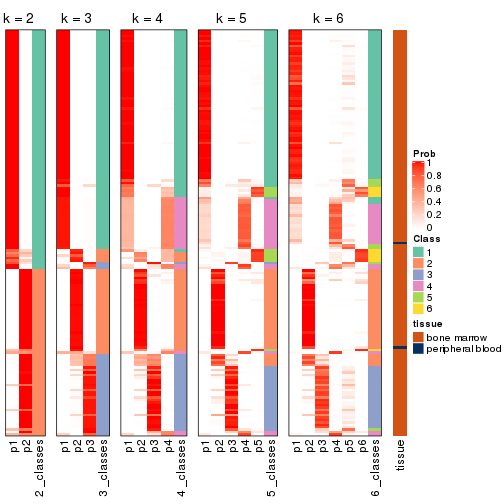 k = 2 k = 3 k = 4 k = 5 k = 6
Prob
1
0.8
0.6
0.4
0.2
0
Class
1
2
3
4
5
6
tissue
bone marrow
peripheral blood
p1 p2 2_classes p1 p2 p3 3_classes p1 p2 p3 p4 4_classes p1 p2 p3 p4 p5 5_classes p1 p2 p3 p4 p5 p6 6_classes tissue